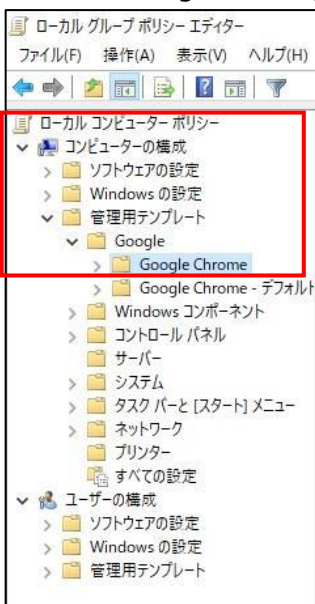 ローカル グループ ポリシー エディター
ファイル(F) 操作(A) 表示(V) ヘルプ(H)
ローカル コンピューター ポリシー
コンピューターの構成
ソフトウェアの設定
Windows の設定
管理用テンプレート
Google
Google Chrome
Google Chrome - デフォルト
Windows コンポーネント
コントロール パネル
サーバー
システム
タスク バーと [スタート] メニュー
ネットワーク
プリンター
すべての設定
ユーザーの構成
ソフトウェアの設定
Windows の設定
管理用テンプレート